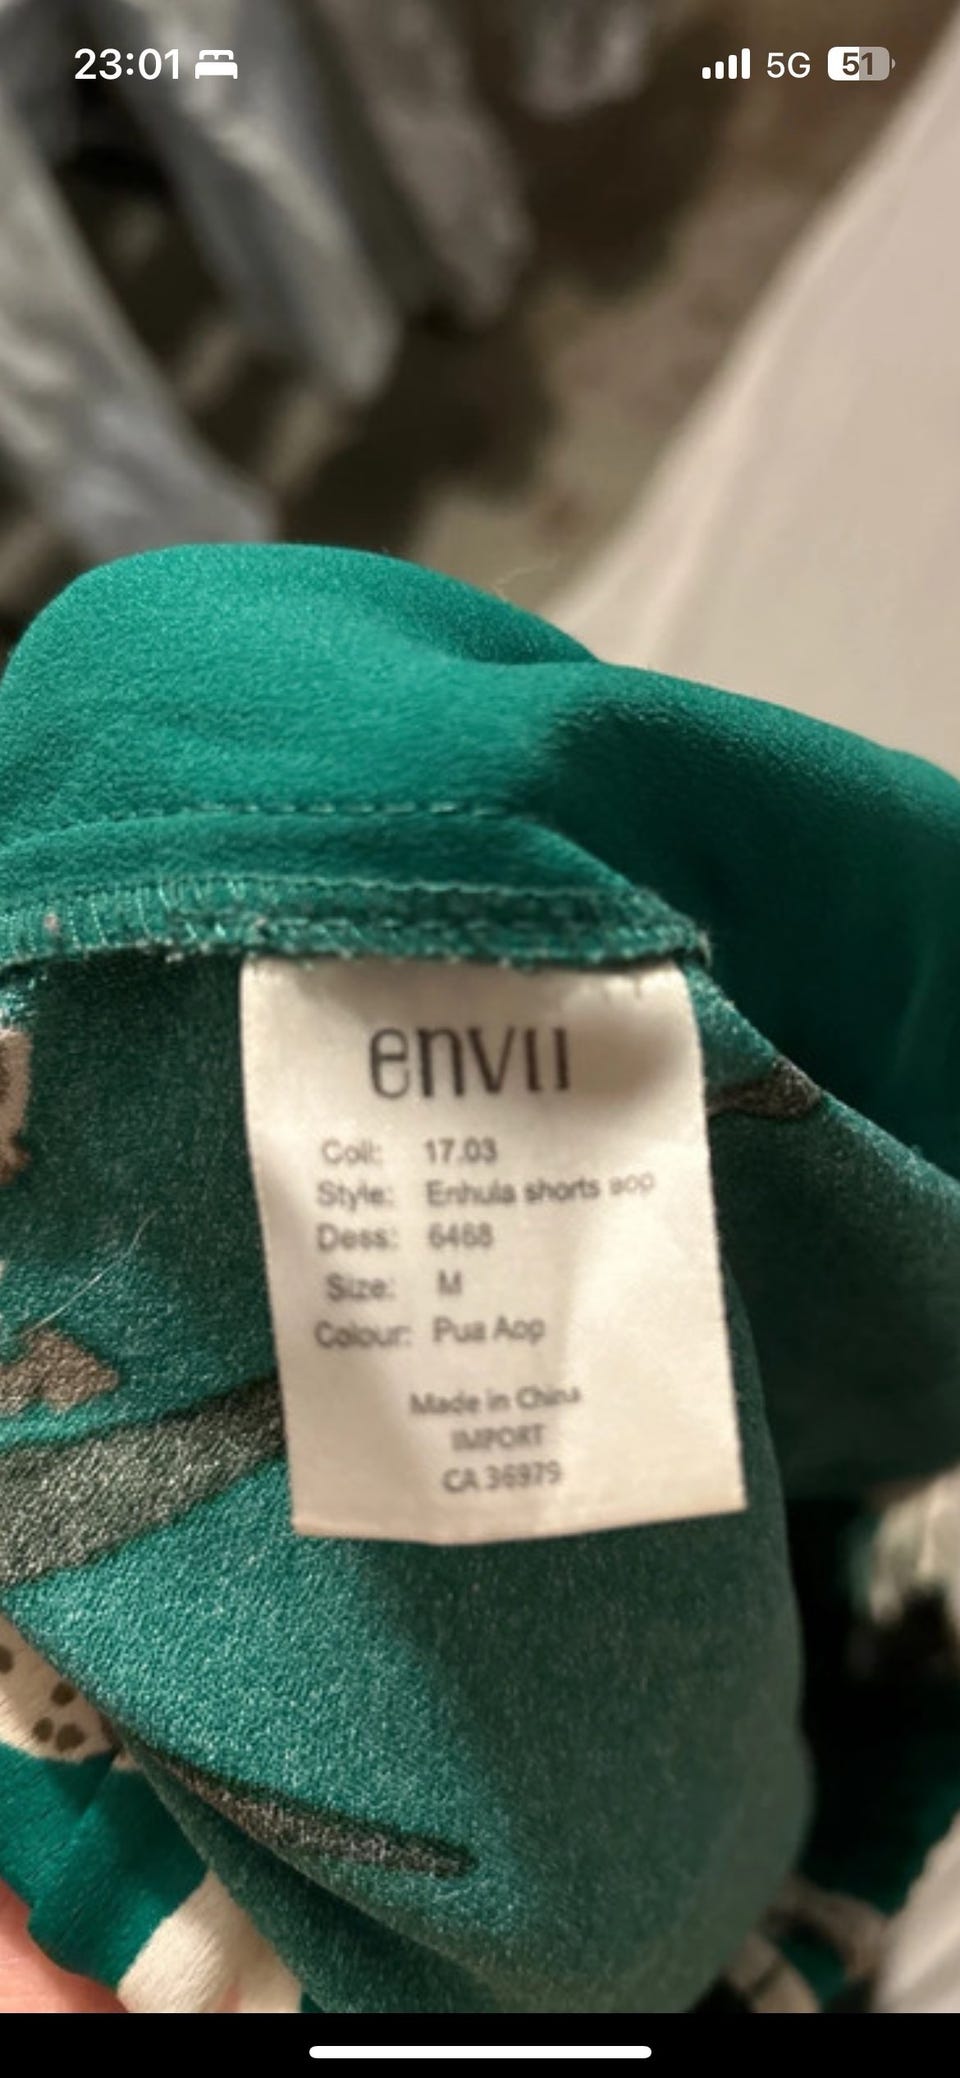 23:01 5G 51
envii
Coll: 17.03
Style: Enhula shorts aop
Dess: 6468
Size: M
Colour: Pua Aop
Made in China
IMPORT
CA 36979